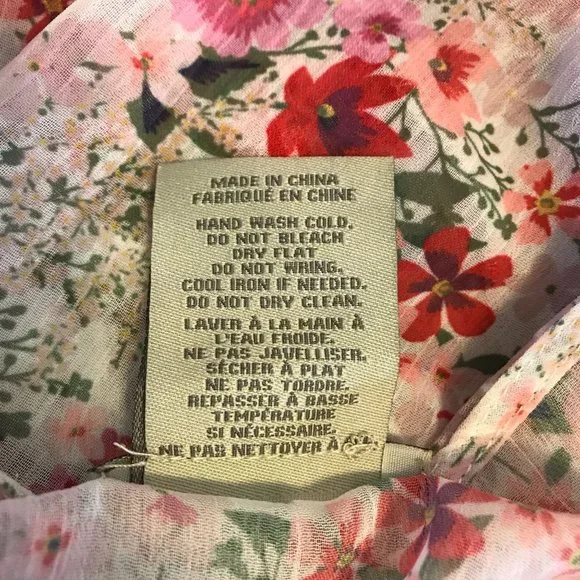 MADE IN CHINA
FABRIQUÉ EN CHINE
HAND WASH COLD.
DO NOT BLEACH
DRY FLAT
DO NOT WRING.
COOL IRON IF NEEDED.
DO NOT DRY CLEAN.
LAVER À LA MAIN À
L'EAU FROIDE.
NE PAS JAVELLISER.
SÉCHER À PLAT
NE PAS TORDRE.
REPASSER À BASSE
TEMPÉRATURE
SI NÉCESSAIRE.
NE PAS NETTOYER À